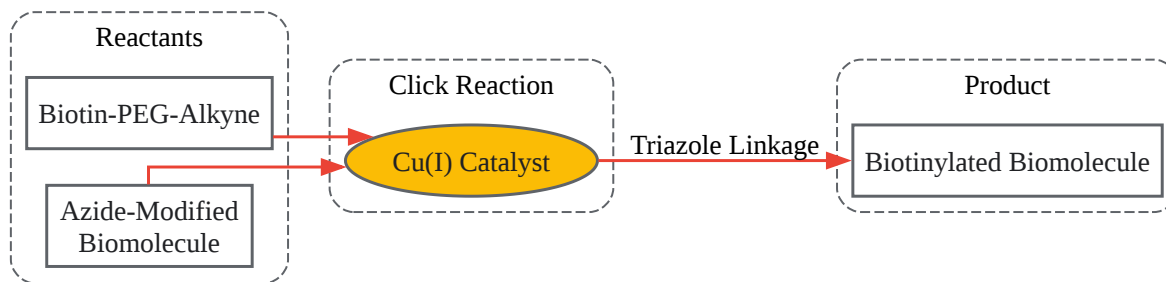 Reactants
Biotin-PEG-Alkyne
Azide-Modified
Biomolecule
Click Reaction
Cu(I) Catalyst
Triazole Linkage
Product
Biotinylated Biomolecule